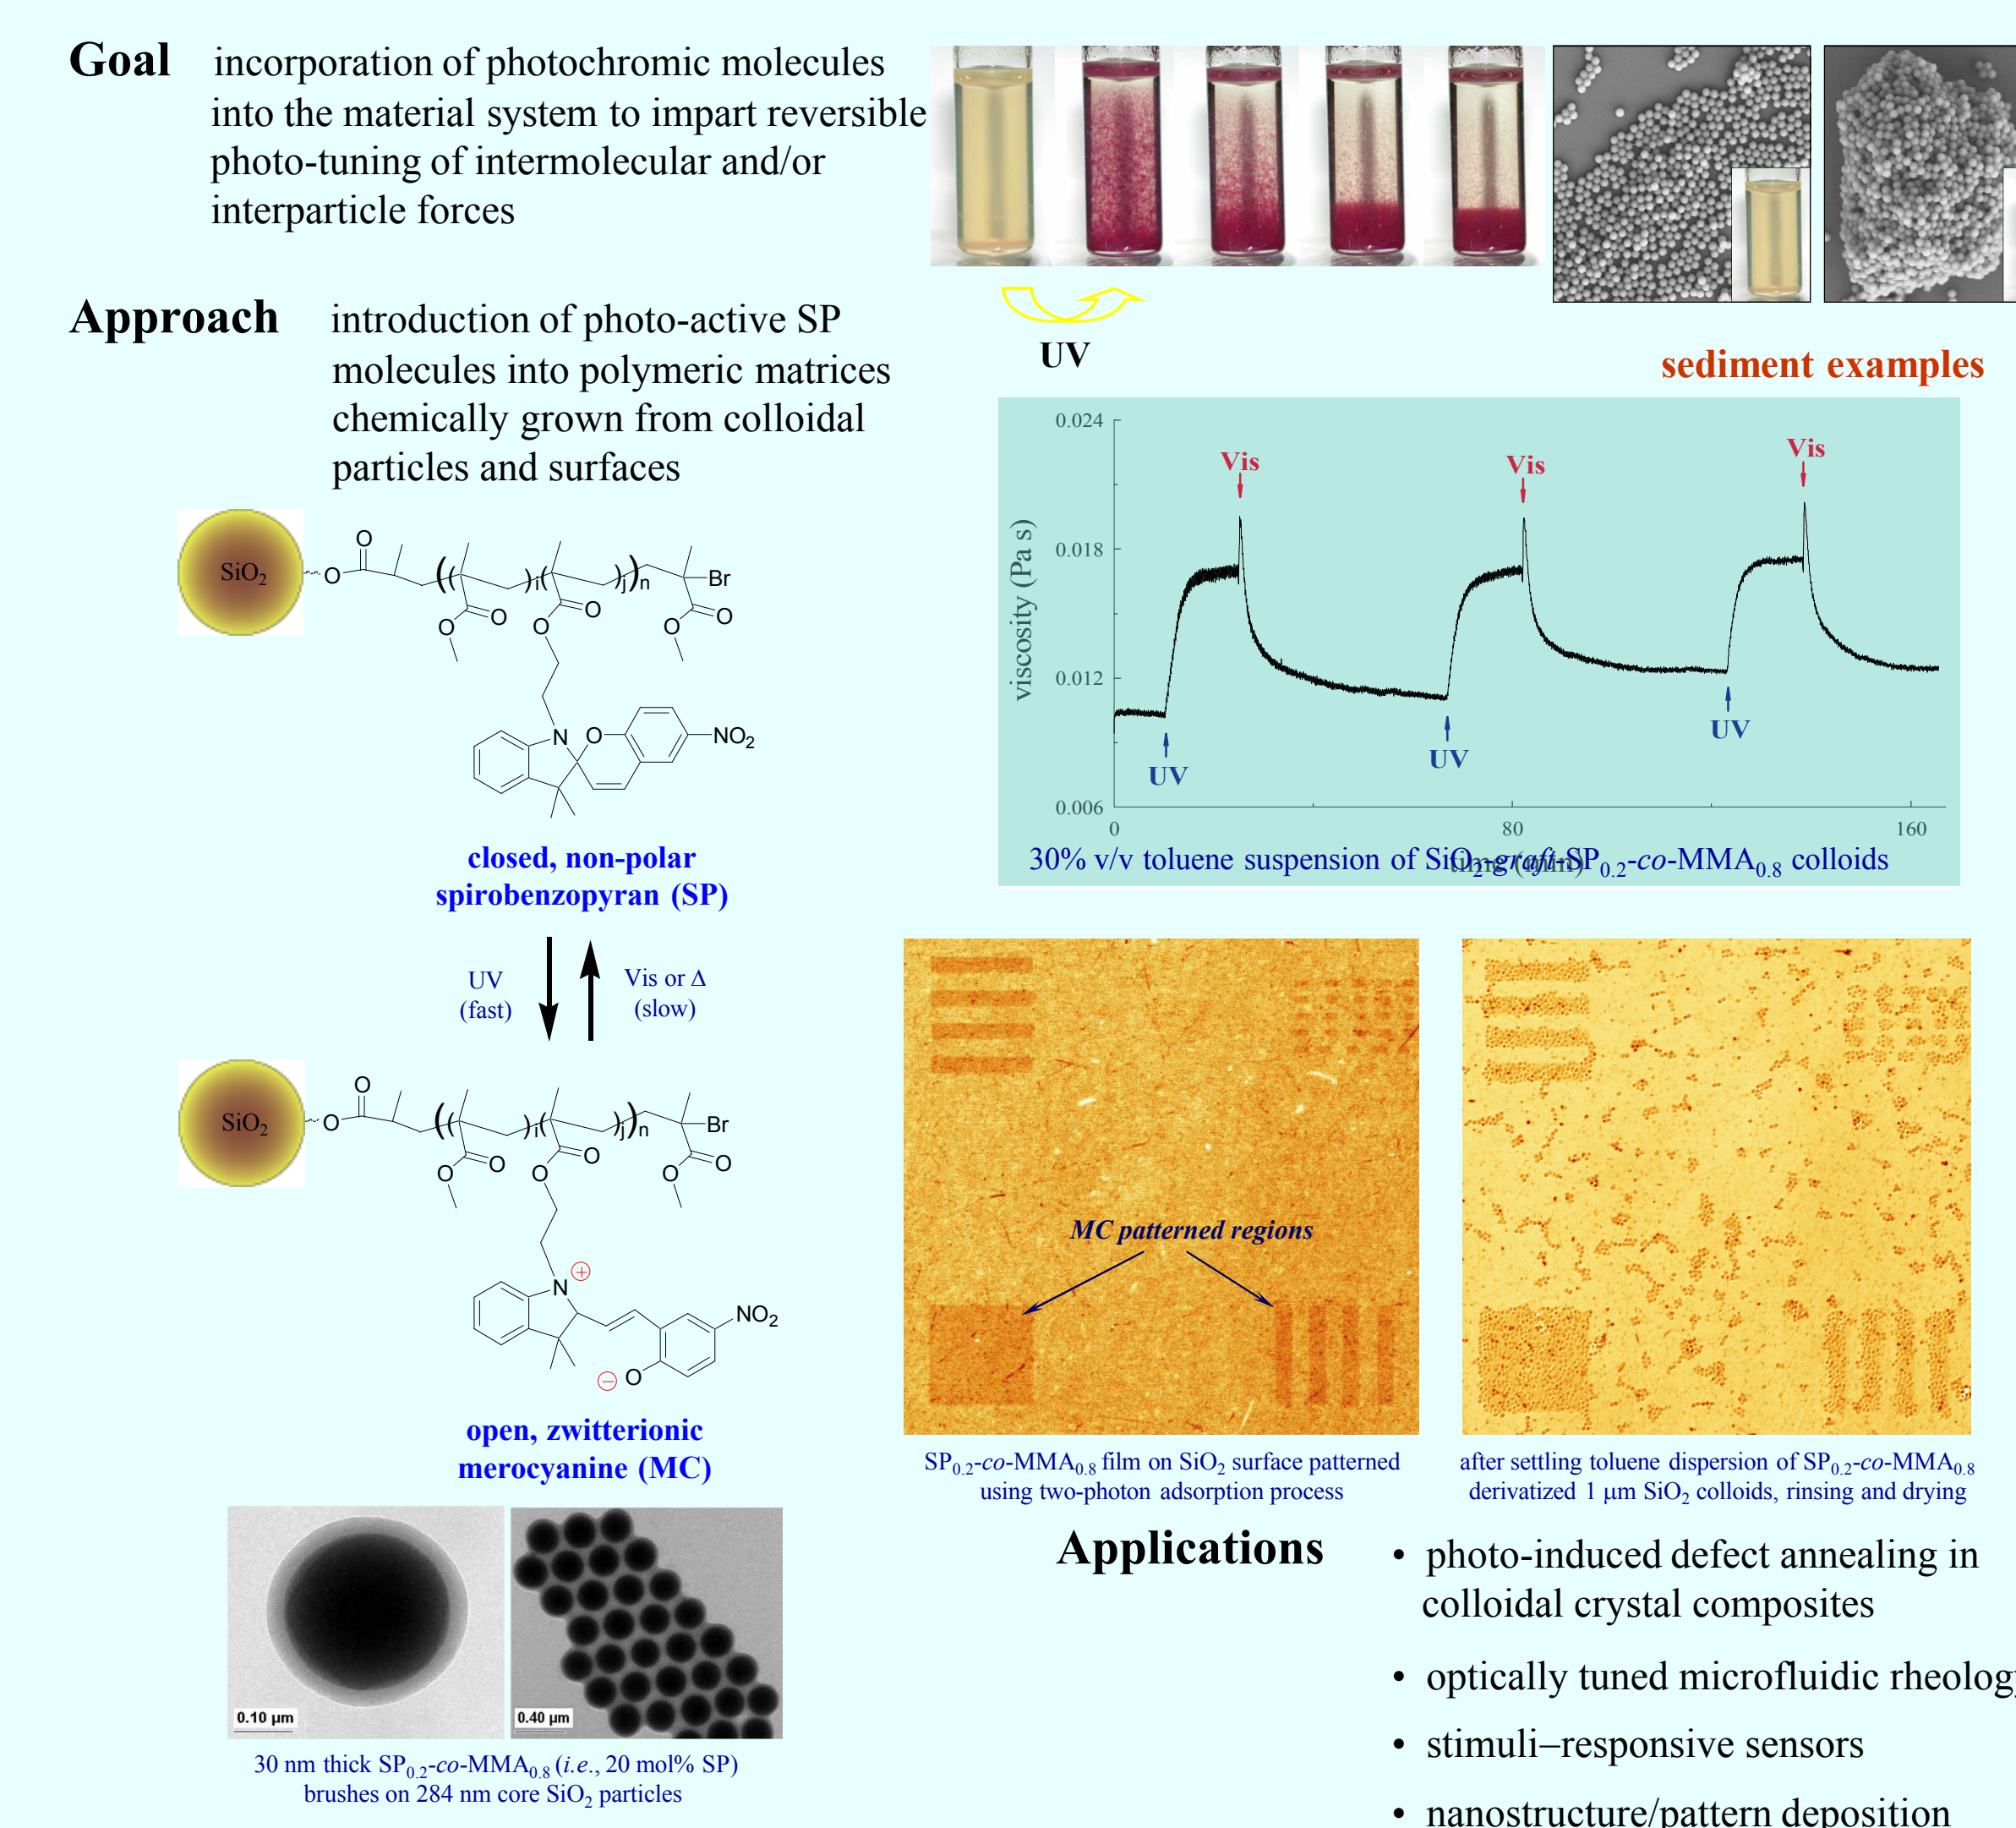 Goal incorporation of photochromic molecules
into the material system to impart reversible
photo-tuning of intermolecular and/or
interparticle forces
Approach introduction of photo-active SP
molecules into polymeric matrices
chemically grown from colloidal
particles and surfaces
UV
sediment examples
SiO2
O
O
O
O
O
O
O
O
Br
i
j
n
N
O
NO2
closed, non-polar
spirobenzopyran (SP)
UV
(fast)
Vis or Δ
(slow)
SiO2
O
O
O
O
O
O
O
O
Br
i
j
n
N
+
NO2
− O
open, zwitterionic
merocyanine (MC)
0.10 μm
0.40 μm
30 nm thick SP0.2-co-MMA0.8 (i.e., 20 mol% SP)
brushes on 284 nm core SiO2 particles
viscosity (Pa s)
0.024
0.018
0.012
0.006
Vis
Vis
Vis
UV
UV
UV
0
80
160
time (min)
30% v/v toluene suspension of SiO2-graft-SP0.2-co-MMA0.8 colloids
MC patterned regions
SP0.2-co-MMA0.8 film on SiO2 surface patterned
using two-photon adsorption process
after settling toluene dispersion of SP0.2-co-MMA0.8
derivatized 1 μm SiO2 colloids, rinsing and drying
Applications
• photo-induced defect annealing in
colloidal crystal composites
• optically tuned microfluidic rheology
• stimuli–responsive sensors
• nanostructure/pattern deposition